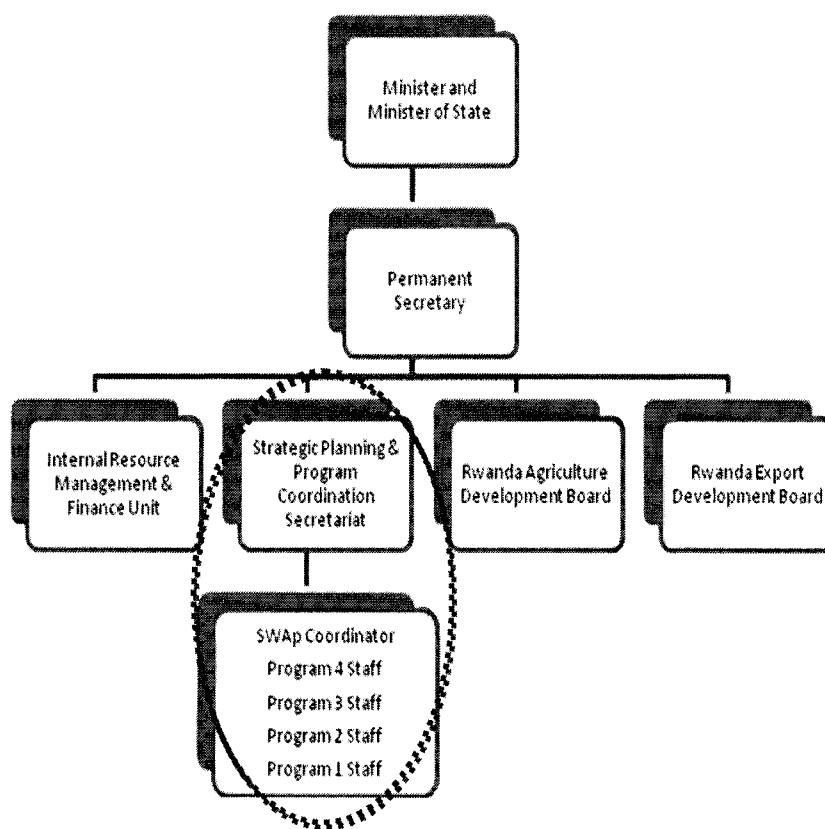 Minister and
Minister of State
Permanent
Secretary
Internal Resource
Management &
Finance Unit
Strategic Planning &
Program
Coordination
Secretariat
Rwanda Agriculture
Development Board
Rwanda Export
Development Board
SWAp Coordinator
Program 4 Staff
Program 3 Staff
Program 2 Staff
Program 1 Staff